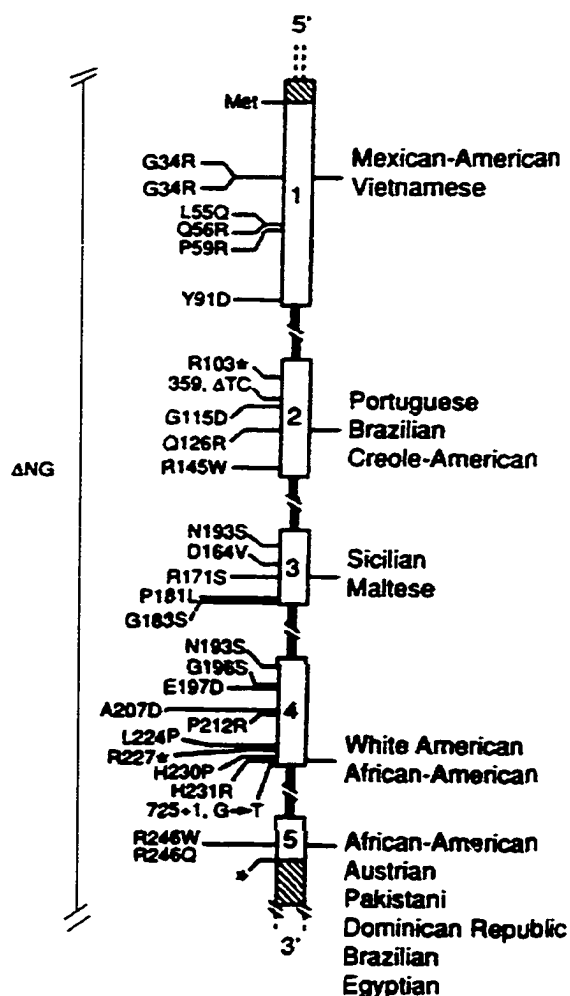 5'
Met
G34R
G34R
Mexican-American
Vietnamese
1
L55Q
Q56R
P59R
Y91D
R103*
359, ΔTC
G115D
Q126R
R145W
2
Portuguese
Brazilian
Creole-American
ΔNG
N193S
D164V
R171S
P181L
G183S
3
Sicilian
Maltese
N193S
G196S
E197D
A207D
P212R
L224P
R227*
H230P
H231R
725+1, G→T
4
White American
African-American
R246W
R246Q
*
5
African-American
Austrian
Pakistani
Dominican Republic
Brazilian
Egyptian
3'